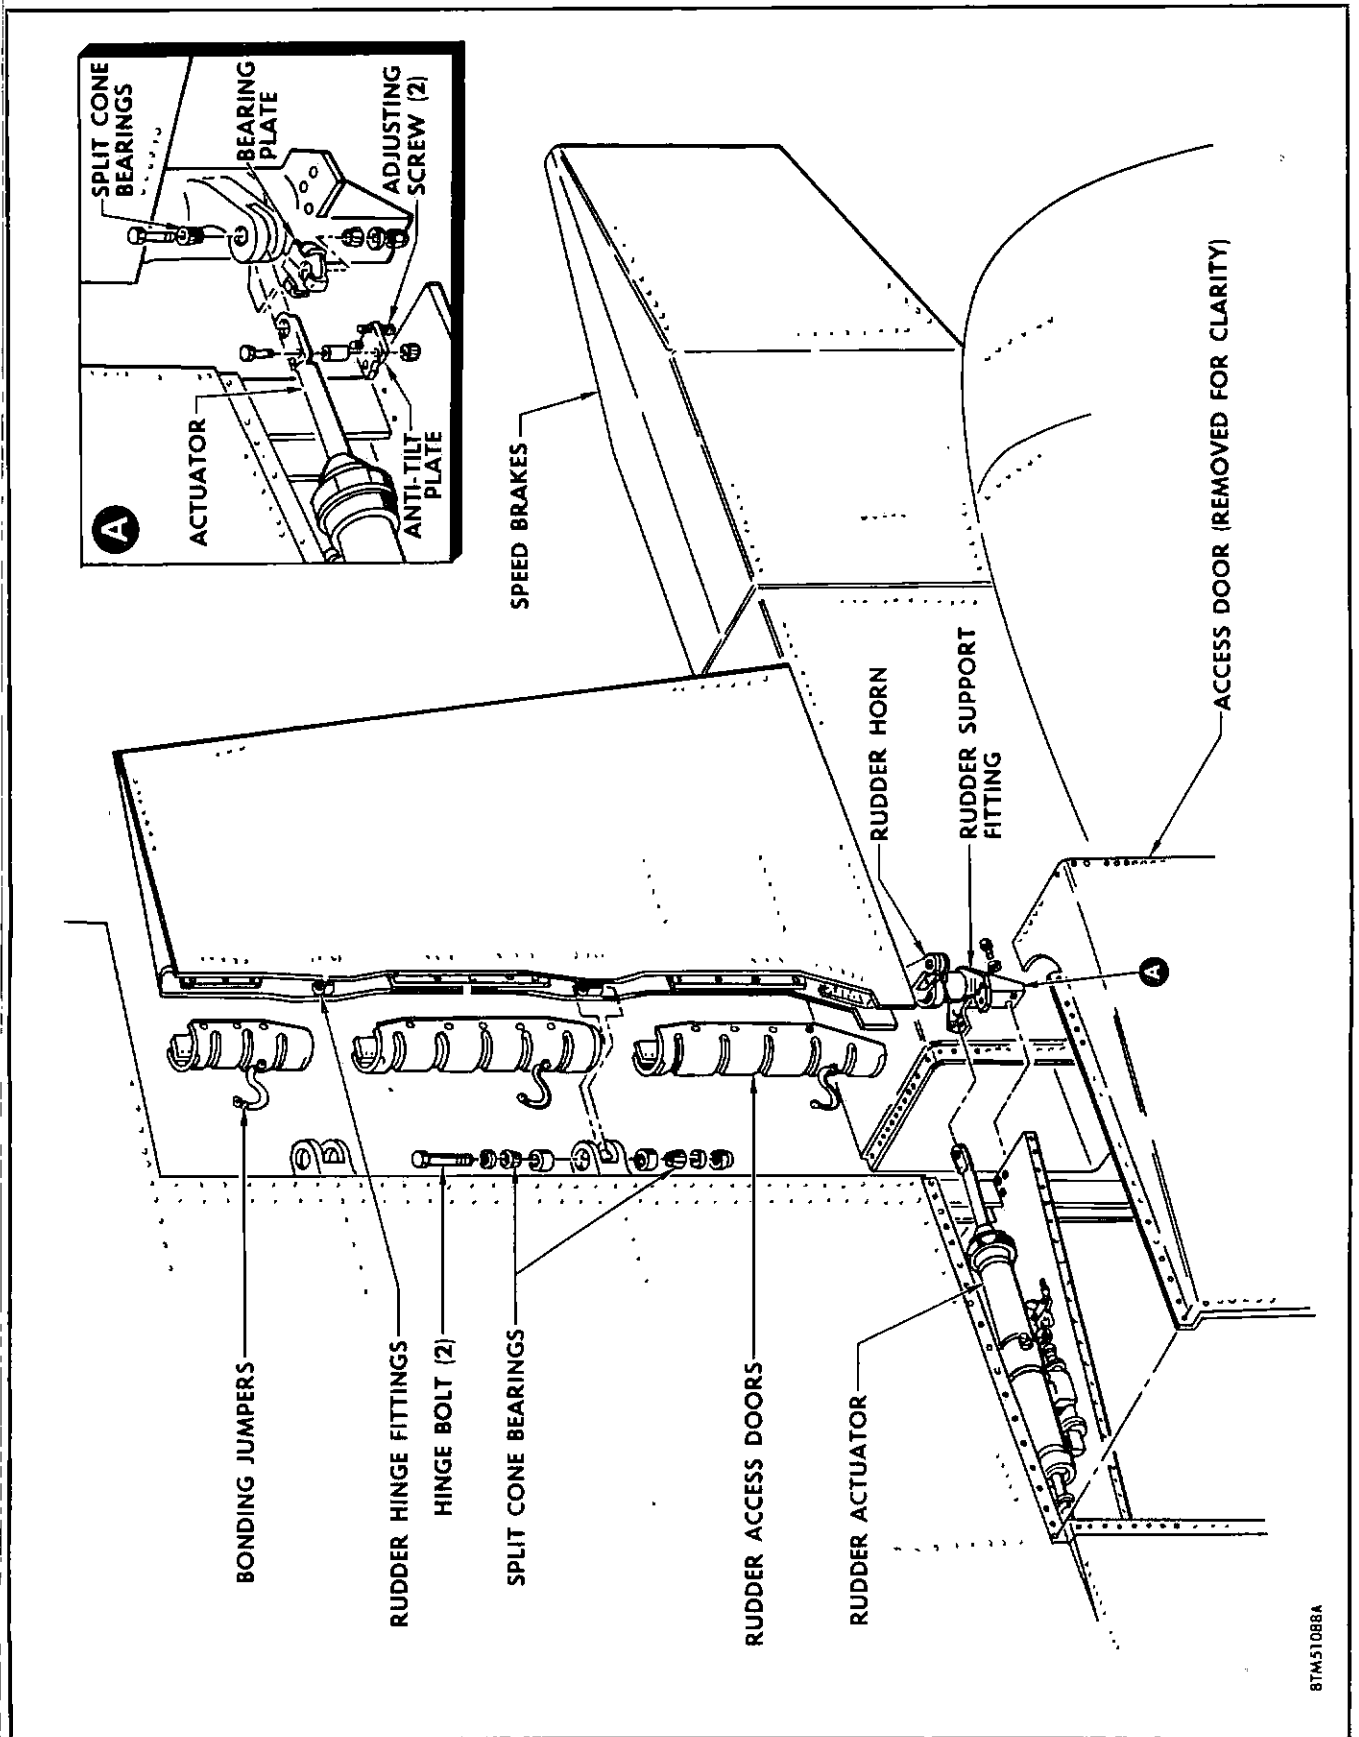 A
SPLIT CONE
BEARINGS
BEARING
PLATE
ADJUSTING
SCREW (2)
ACTUATOR
ANTI-TILT
PLATE
SPEED BRAKES
RUDDER HORN
RUDDER SUPPORT
FITTING
ACCESS DOOR (REMOVED FOR CLARITY)
A
BONDING JUMPERS
RUDDER HINGE FITTINGS
HINGE BOLT (2)
SPLIT CONE BEARINGS
RUDDER ACCESS DOORS
RUDDER ACTUATOR
8TM51088A